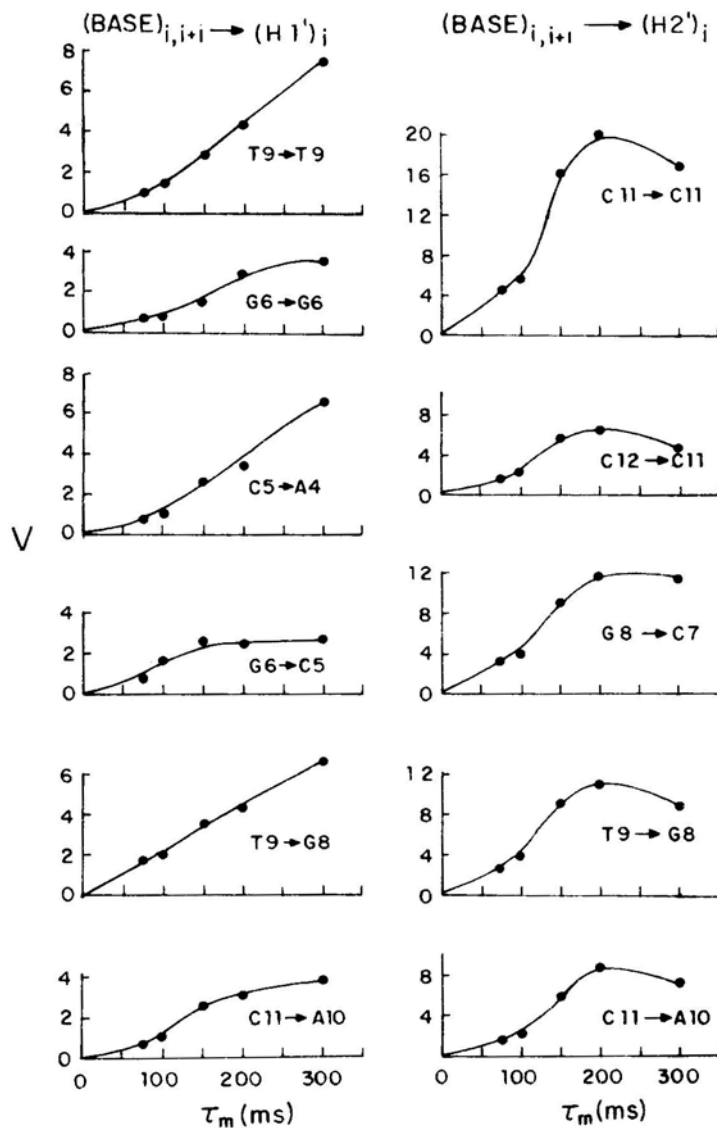 (BASE)i,i+i → (H1')i
(BASE)i,i+1 → (H2')i
V
8
6
4
2
0
T9→T9
4
2
0
G6→G6
8
6
4
2
0
C5→A4
4
2
0
G6→C5
6
4
2
0
T9→G8
4
2
0
C11→A10
0 100 200 300
τm(ms)
20
16
12
8
4
0
C11→C11
8
4
0
C12→C11
12
8
4
0
G8→C7
12
8
4
0
T9→G8
8
4
C11→A10
0 100 200 300
τm(ms)